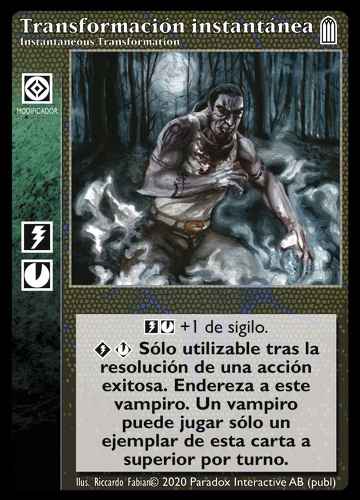 Transformación instantánea
Instantaneous Transformation
MODIFICADOR
+1 de sigilo.
Sólo utilizable tras la
resolución de una acción
exitosa. Endereza a este
vampiro. Un vampiro
puede jugar sólo un
ejemplar de esta carta a
superior por turno.
Ilus. Riccardo Fabiani© 2020 Paradox Interactive AB (publ)